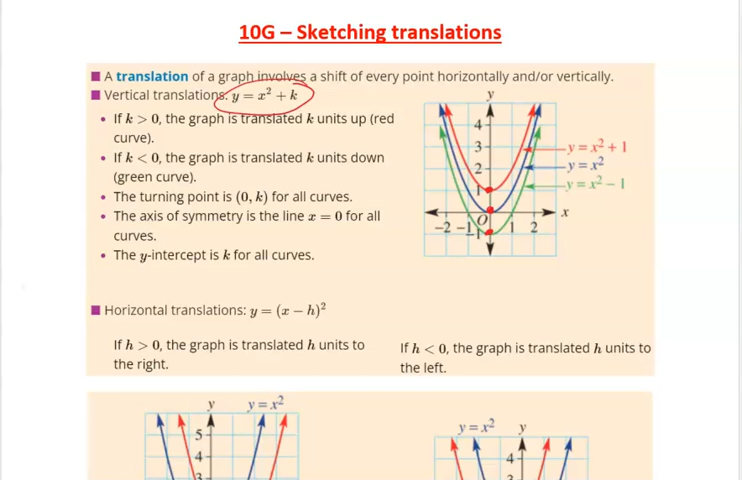 10G – Sketching translations
■ A translation of a graph involves a shift of every point horizontally and/or vertically.
■ Vertical translations: y = x² + k
• If k > 0, the graph is translated k units up (red
curve).
• If k < 0, the graph is translated k units down
(green curve).
• The turning point is (0, k) for all curves.
• The axis of symmetry is the line x = 0 for all
curves.
• The y-intercept is k for all curves.
y
4
3
2
1
y = x² + 1
y = x²
y = x² − 1
O
x
−2 −1 1 2
−1
■ Horizontal translations: y = (x − h)²
If h > 0, the graph is translated h units to
the right.
If h < 0, the graph is translated h units to
the left.
y
y = x²
5
4
3
y = x²
y
4
3